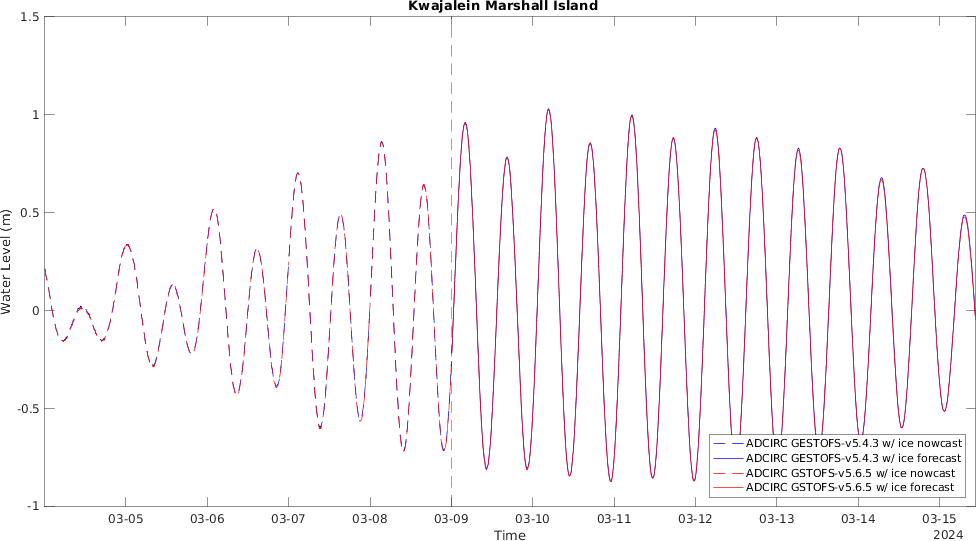 Kwajalein Marshall Island
1.5
1
0.5
0
-0.5
-1
Water Level (m)
03-05 03-06 03-07 03-08 03-09 03-10 03-11 03-12 03-13 03-14 03-15
Time
2024
ADCIRC GESTOFS-v5.4.3 w/ ice nowcast
ADCIRC GESTOFS-v5.4.3 w/ ice forecast
ADCIRC GSTOFS-v5.6.5 w/ ice nowcast
ADCIRC GSTOFS-v5.6.5 w/ ice forecast